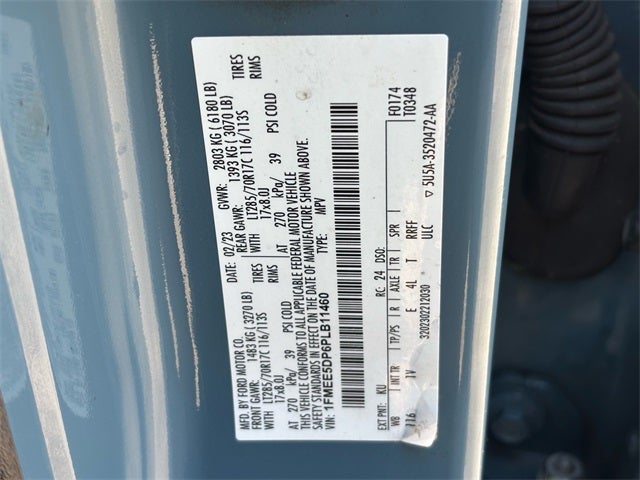 MFD. BY FORD MOTOR CO. DATE: 02/23 GVWR: 2803 KG ( 6180 LB)
FRONT GAWR: 1483 KG (3270 LB) REAR GAWR: 1393 KG ( 3070 LB)
WITH LT285/70R17C 116/113S TIRES WITH LT285/70R17C 116/113S TIRES
17x8.0J RIMS 17x8.0J RIMS
AT 270 kPa/ 39 PSI COLD AT 270 kPa/ 39 PSI COLD
THIS VEHICLE CONFORMS TO ALL APPLICABLE FEDERAL MOTOR VEHICLE
SAFETY STANDARDS IN EFFECT ON THE DATE OF MANUFACTURE SHOWN ABOVE.
VIN: 1FMEE5DP6PLB11460 TYPE: MPV
EXT PNT: KU RC: 24 DSO: F0174
WB INT TR TP/PS R AXLE TR SPR T0348
116 1V E 4L T RRFF
3202302212030 ULC ▽ 5U5A-3520472-AA